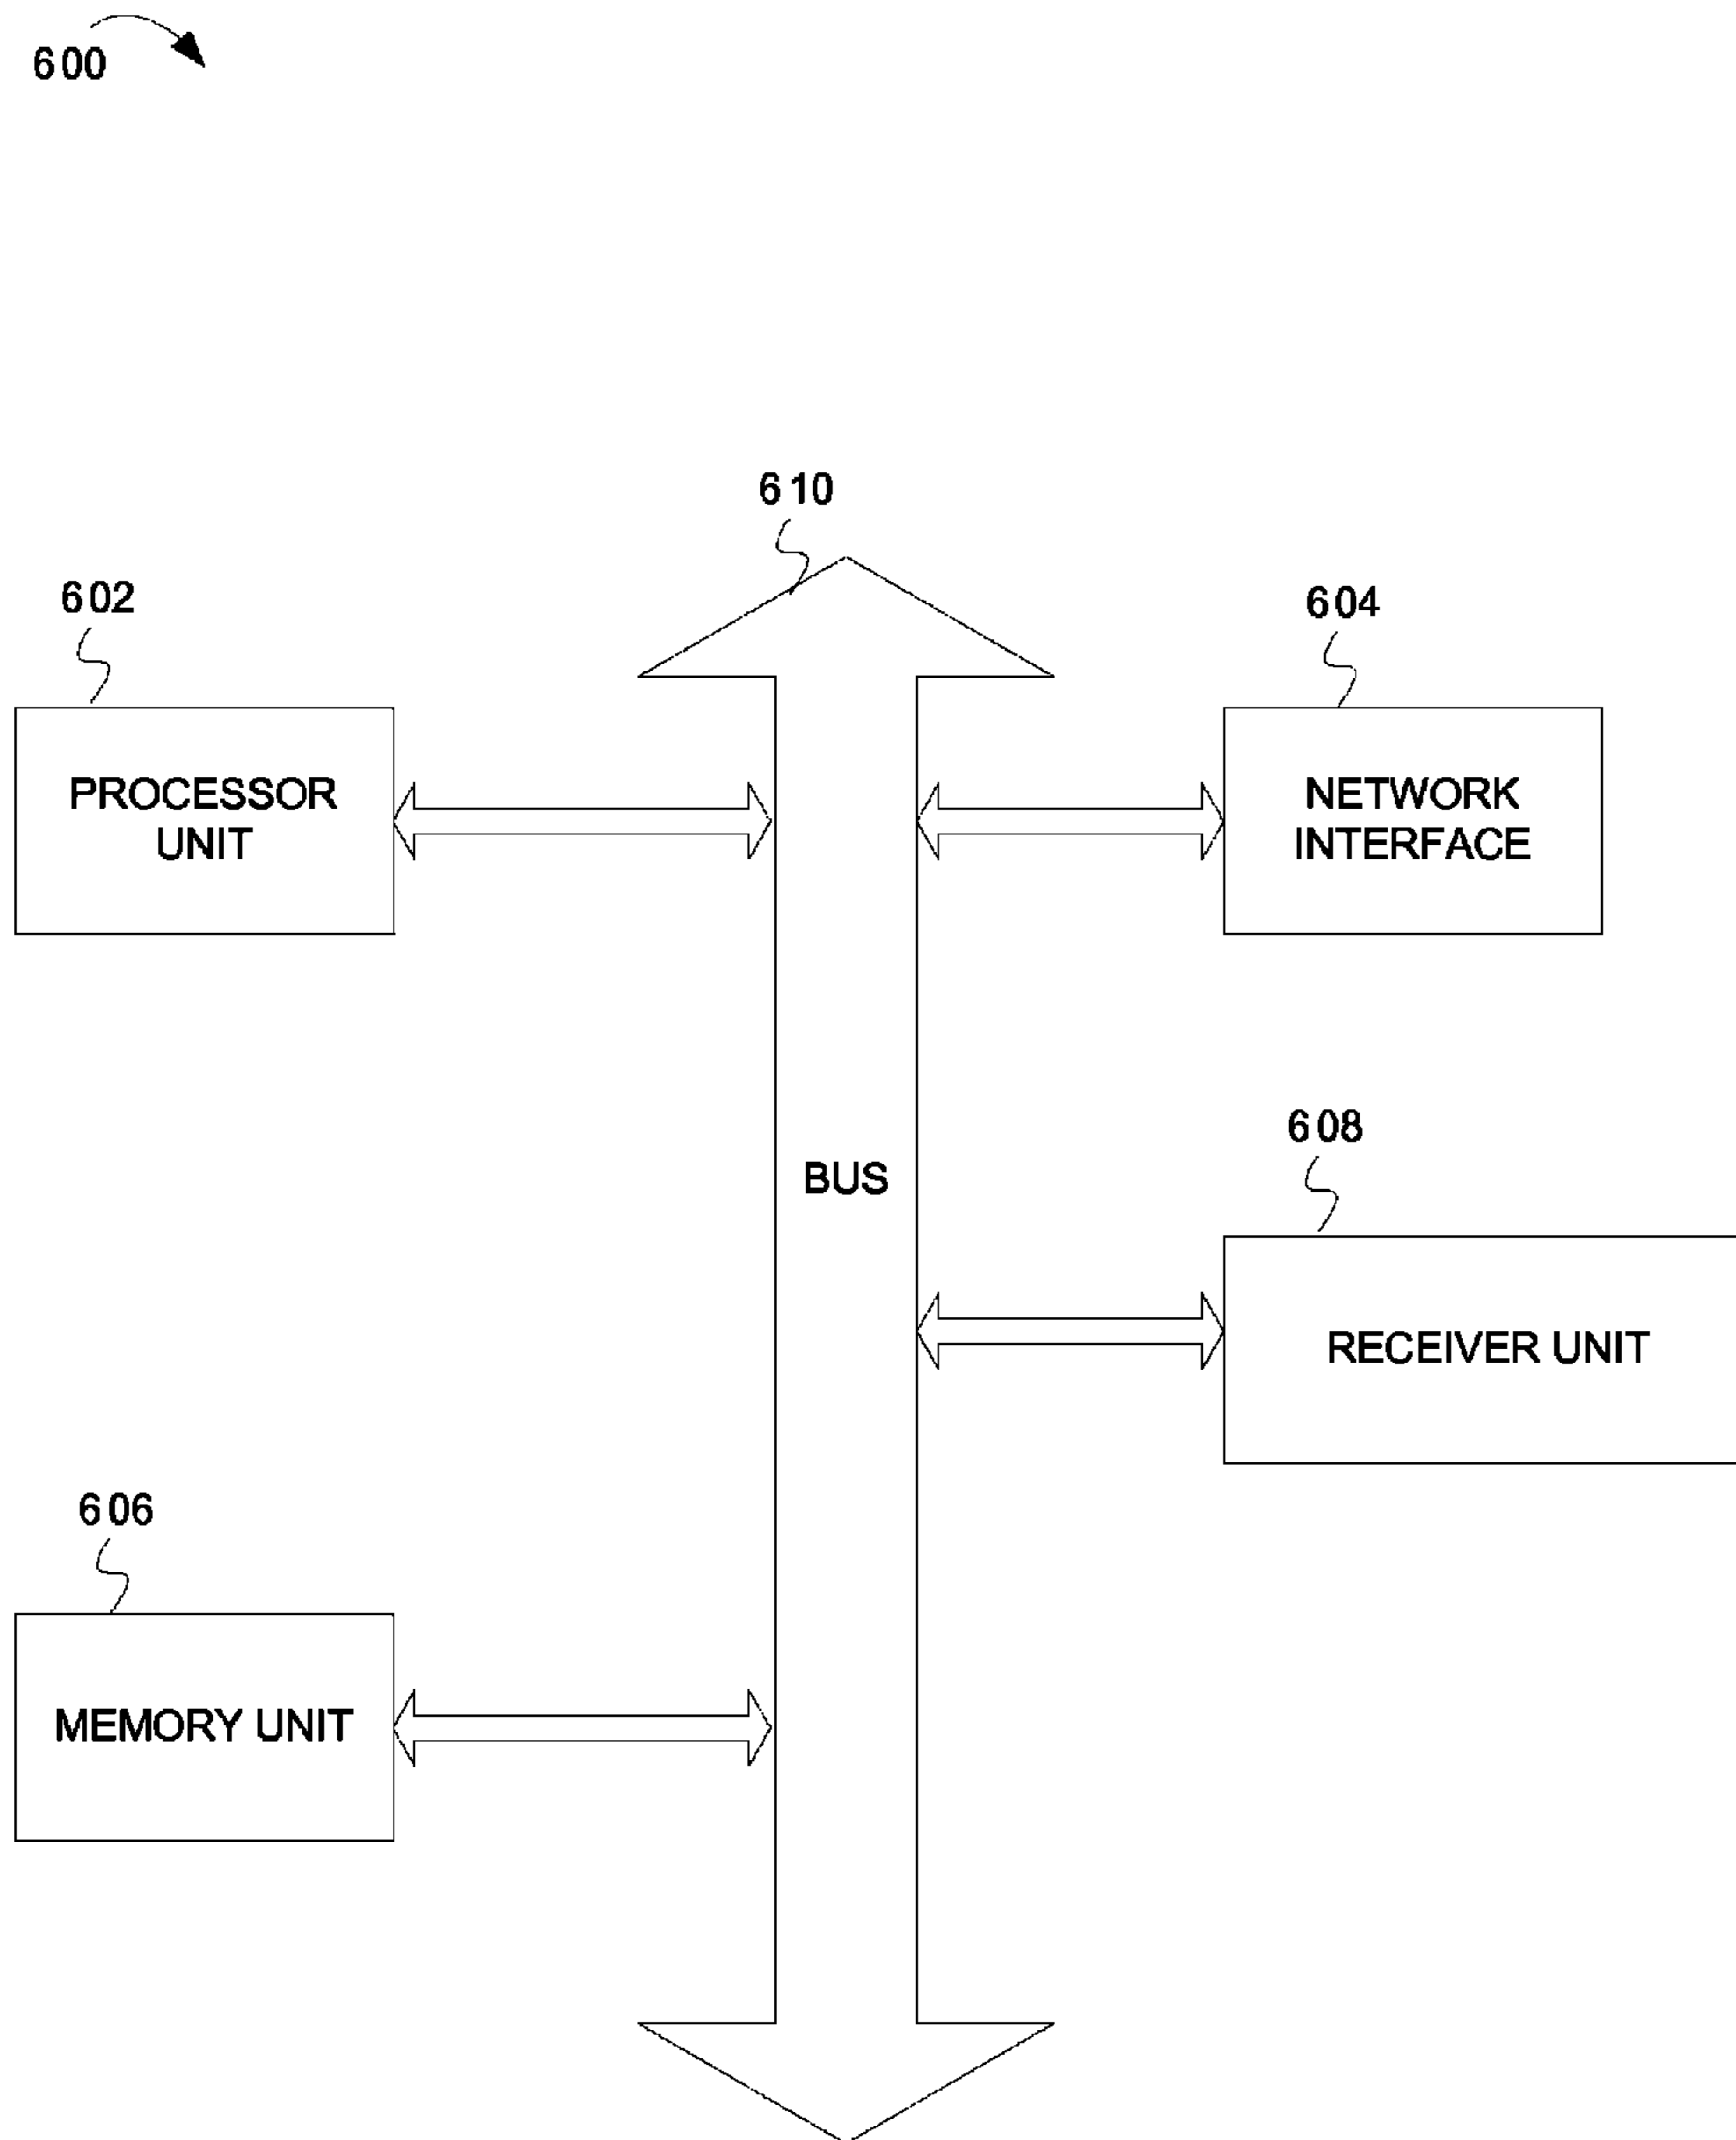 600
610
602
604
PROCESSOR
UNIT
NETWORK
INTERFACE
608
BUS
RECEIVER UNIT
606
MEMORY UNIT